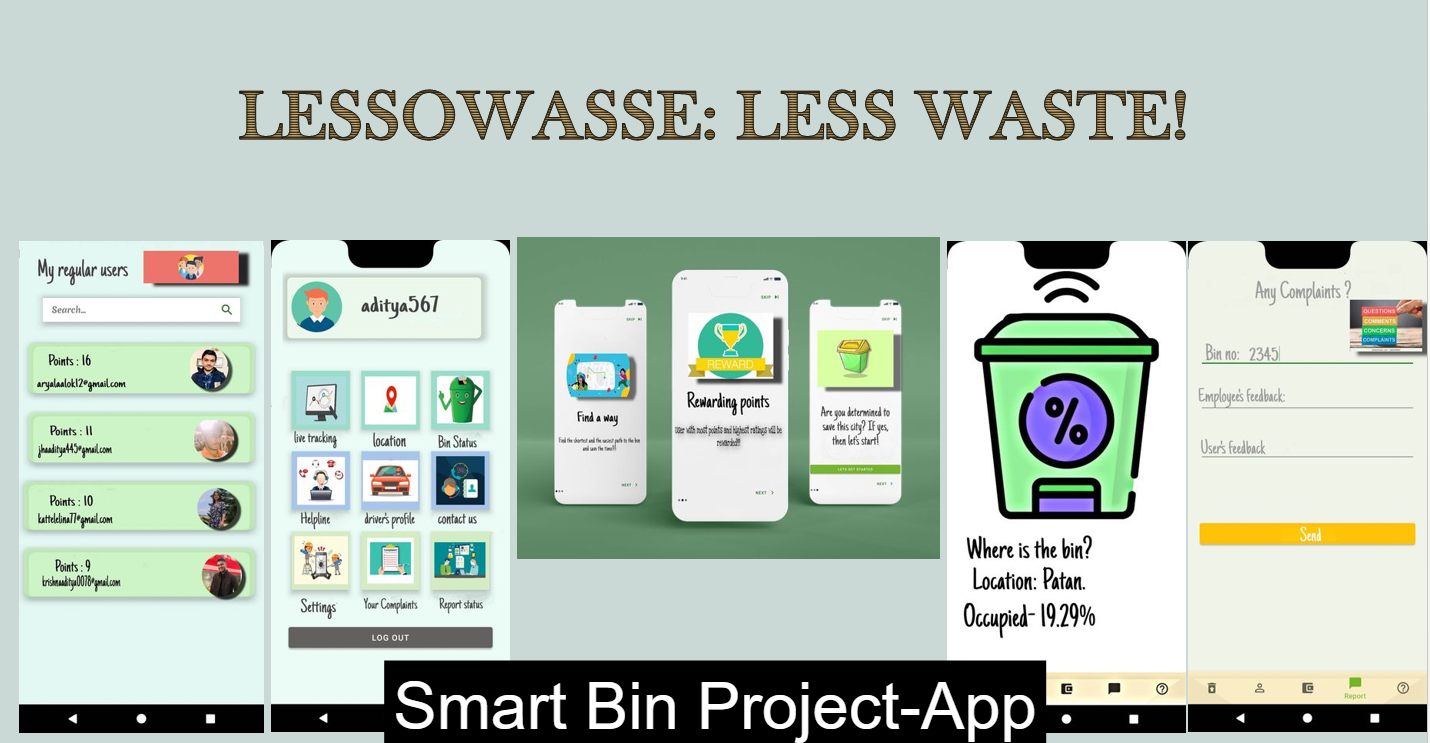 LESSOWASSE: LESS WASTE!
My regular users
Search...
Points : 16
aryalaalok12@gmail.com
Points : 11
jhaaditya445@gmail.com
Points : 10
kattelelina77@gmail.com
Points : 9
krishnaaditya0078@gmail.com
aditya567
live tracking
location
Bin Status
Helpline
driver's profile
contact us
Settings
Your Complaints
Report status
LOG OUT
SKIP
Find a way
Find the shortest and the easiest path to the bin
and save the time!!!
NEXT
SKIP
REWARD
Rewarding points
User with most points and highest ratings will be
rewarded!!!
NEXT
SKIP
Are you determined to
save this city? If yes,
then let's start!
LETS GET STARTED
NEXT
%
Where is the bin?
Location: Patan.
Occupied- 19.29%
Any Complaints ?
QUESTIONS
COMMENTS
CONCERNS
COMPLAINTS
Bin no: 2345
Employee's feedback:
User's feedback
Send
Report
Smart Bin Project-App